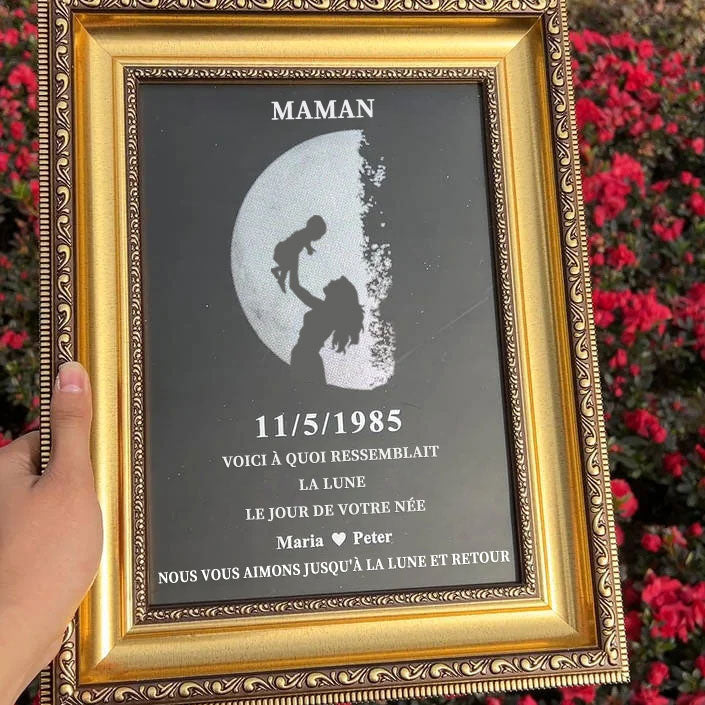 MAMAN
11/5/1985
VOICI À QUOI RESSEMBLAIT
LA LUNE
LE JOUR DE VOTRE NÉE
Maria ♥ Peter
NOUS VOUS AIMONS JUSQU'À LA LUNE ET RETOUR